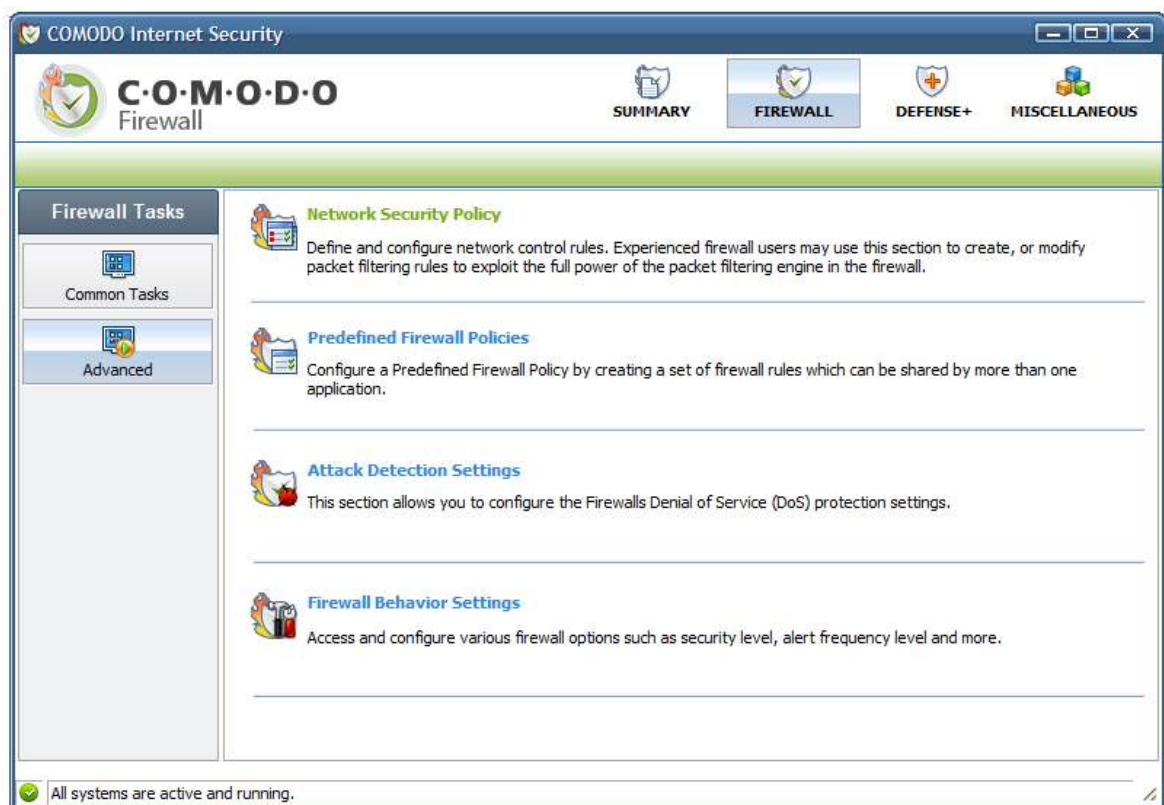 COMODO Internet Security
C·O·M·O·D·O
Firewall
SUMMARY
FIREWALL
DEFENSE+
MISCELLANEOUS
Firewall Tasks
Common Tasks
Advanced
Network Security Policy
Define and configure network control rules. Experienced firewall users may use this section to create, or modify
packet filtering rules to exploit the full power of the packet filtering engine in the firewall.
Predefined Firewall Policies
Configure a Predefined Firewall Policy by creating a set of firewall rules which can be shared by more than one
application.
Attack Detection Settings
This section allows you to configure the Firewalls Denial of Service (DoS) protection settings.
Firewall Behavior Settings
Access and configure various firewall options such as security level, alert frequency level and more.
All systems are active and running.